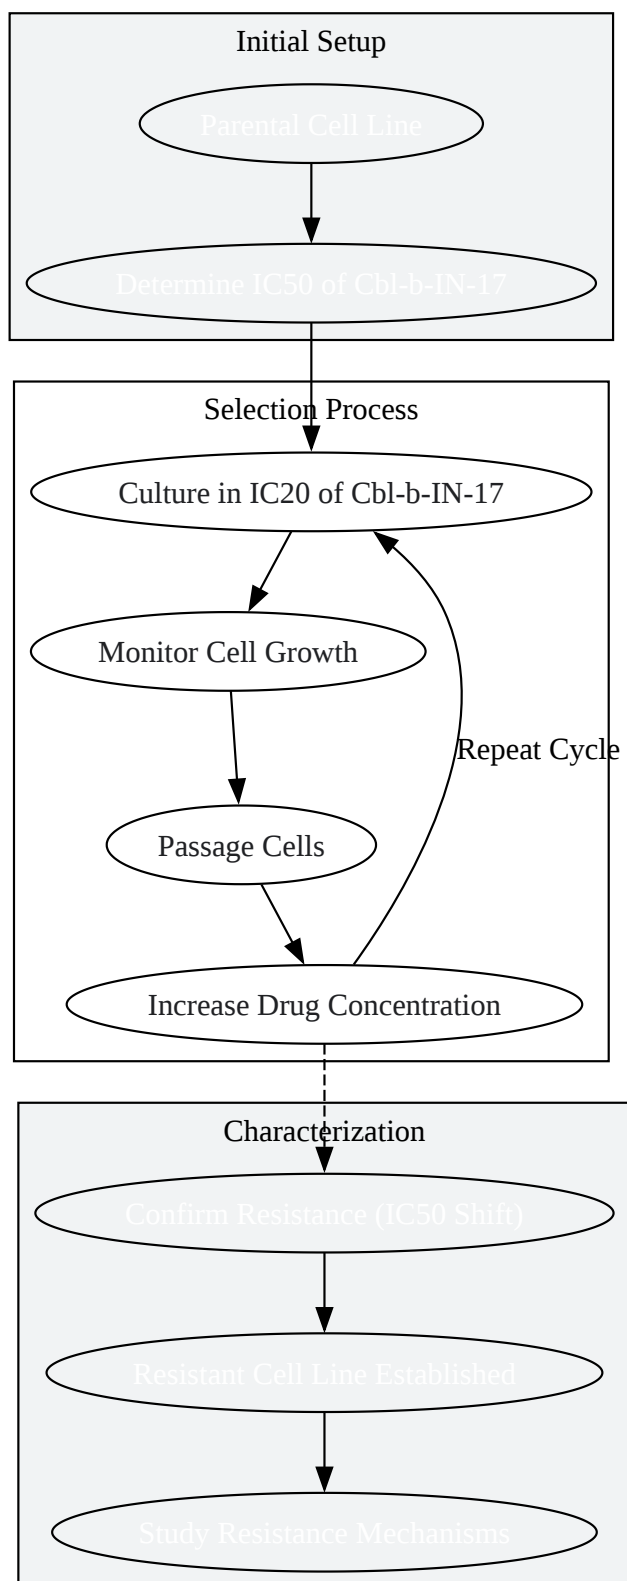 Initial Setup
Parental Cell Line
Determine IC50 of Cbl-b-IN-17
Selection Process
Culture in IC20 of Cbl-b-IN-17
Monitor Cell Growth
Repeat Cycle
Passage Cells
Increase Drug Concentration
Characterization
Confirm Resistance (IC50 Shift)
Resistant Cell Line Established
Study Resistance Mechanisms